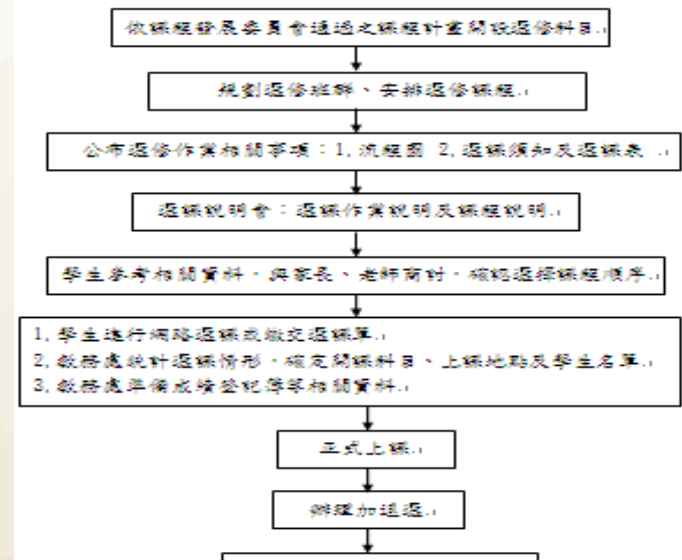 依課程發展委員會通過之課程計畫開設選修科目.
規劃選修班群、安排選修課程.
公布選修作業相關事項：1, 流程圖 2, 選課須知及選課表 .
選課說明會：選課作業說明及課程說明.
學生參考相關資料，與家長、老師商討，確認選擇課程順序.
1, 學生進行網路選課或繳交選課單.
2, 教務處統計選課情形，確定開課科目、上課地點及學生名單.
3, 教務處準備成績登記簿等相關資料.
正式上課.
辦理加退選.